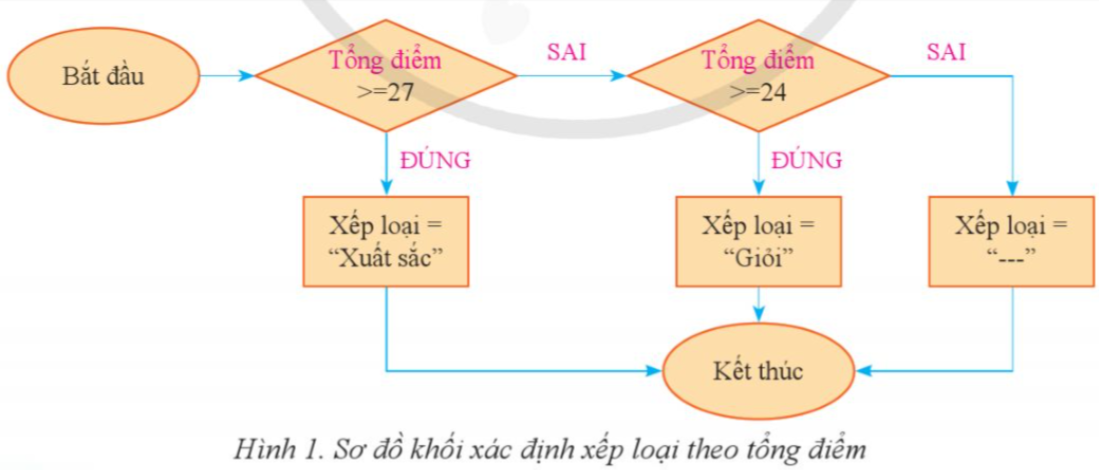 Bắt đầu
Tổng điểm
>=27
SAI
Tổng điểm
>=24
SAI
ĐÚNG
ĐÚNG
Xếp loại =
“Xuất sắc”
Xếp loại =
“Giỏi”
Xếp loại =
“---”
Kết thúc
Hình 1. Sơ đồ khối xác định xếp loại theo tổng điểm